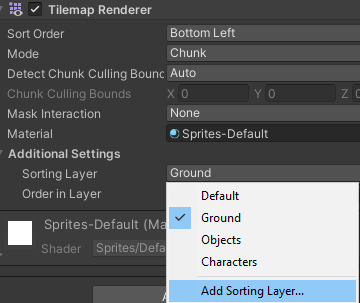 Tilemap Renderer
Sort Order Bottom Left
Mode Chunk
Detect Chunk Culling Bounds Auto
Chunk Culling Bounds X 0 Y 0 Z 0
Mask Interaction None
Material Sprites-Default
Additional Settings
Sorting Layer Ground
Order in Layer
Default
Ground
Objects
Characters
Add Sorting Layer...
Sprites-Default (Ma
Shader Sprites/Defa
A